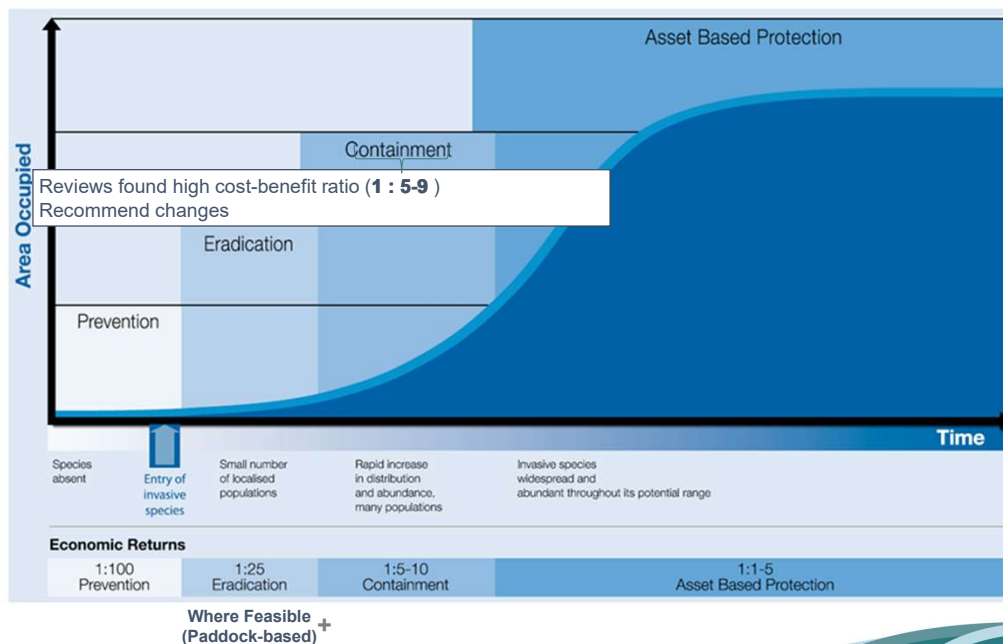 Asset Based Protection
Containment
Reviews found high cost-benefit ratio (1 : 5-9 )
Recommend changes
Eradication
Prevention
Area Occupied
Time
Species
absent
Entry of
invasive
species
Small number
of localised
populations
Rapid increase
in distribution
and abundance,
many populations
Invasive species
widespread and
abundant throughout its potential range
Economic Returns
1:100
Prevention
1:25
Eradication
1:5-10
Containment
1:1-5
Asset Based Protection
Where Feasible +
(Paddock-based)